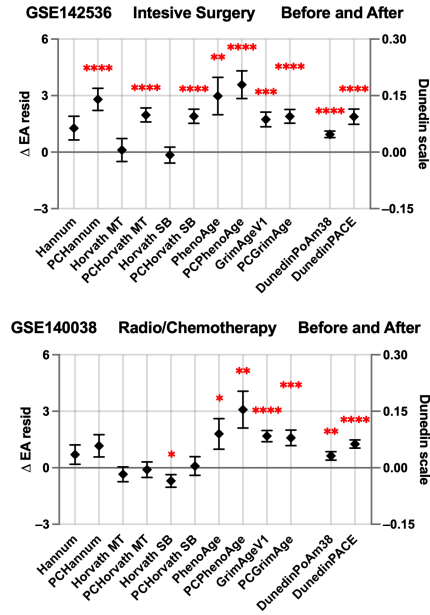 GSE142536 Intesive Surgery Before and After
6 0.30
3 0.15
0 0.00
−3 −0.15
Δ EA resid
Dunedin scale
**** **** **** ** **** *** **** **** ****
Hannum
PCHannum
Horvath MT
PCHorvath MT
Horvath SB
PCHorvath SB
PhenoAge
PCPhenoAge
GrimAgeV1
PCGrimAge
DunedinPoAm38
DunedinPACE
GSE140038 Radio/Chemotherapy Before and After
6 0.30
3 0.15
0 0.00
−3 −0.15
Δ EA resid
Dunedin scale
* * ** **** *** ** ****
Hannum
PCHannum
Horvath MT
PCHorvath MT
Horvath SB
PCHorvath SB
PhenoAge
PCPhenoAge
GrimAgeV1
PCGrimAge
DunedinPoAm38
DunedinPACE